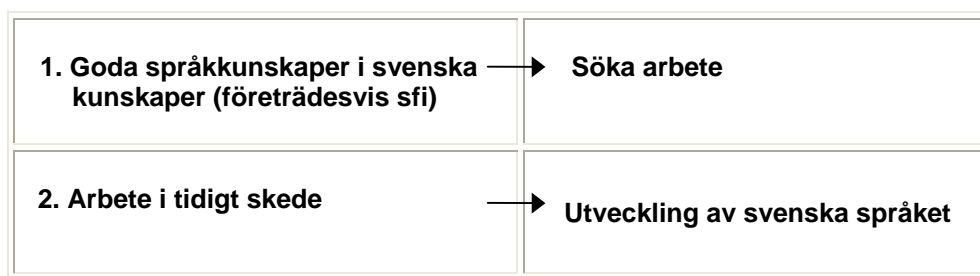 1. Goda språkkunskaper i svenska
kunskaper (företrädesvis sfi)
Söka arbete
2. Arbete i tidigt skede
Utveckling av svenska språket